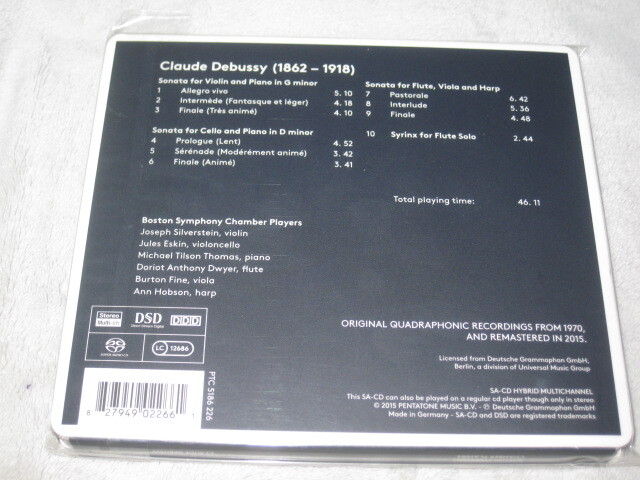 Claude Debussy (1862 – 1918)
Sonata for Violin and Piano in G minor
1 Allegro vivo 5. 10
2 Intermède (Fantasque et léger) 4. 18
3 Finale (Très animé) 4. 10
Sonata for Cello and Piano in D minor
4 Prologue (Lent) 4. 52
5 Sérénade (Modérément animé) 3. 42
6 Finale (Animé) 3. 41
Sonata for Flute, Viola and Harp
7 Pastorale 6. 42
8 Interlude 5. 36
9 Finale 4. 48
10 Syrinx for Flute Solo 2. 44
Total playing time: 46. 11
Boston Symphony Chamber Players
Joseph Silverstein, violin
Jules Eskin, violoncello
Michael Tilson Thomas, piano
Doriot Anthony Dwyer, flute
Burton Fine, viola
Ann Hobson, harp
Stereo
Multi-ch
DSD
Direct Stream Digital
DDD
SUPER AUDIO CD
LC 12686
PTC 5186 226
8 27949 02266
ORIGINAL QUADRAPHONIC RECORDINGS FROM 1970,
AND REMASTERED IN 2015.
Licensed from Deutsche Grammophon GmbH,
Berlin, a division of Universal Music Group
SA-CD HYBRID MULTICHANNEL
This SA-CD can also be played on a regular cd player though only in stereo
© 2015 PENTATONE MUSIC B.V. - ℗ Deutsche Grammophon GmbH
Made in Germany - SA-CD and DSD are registered trademarks